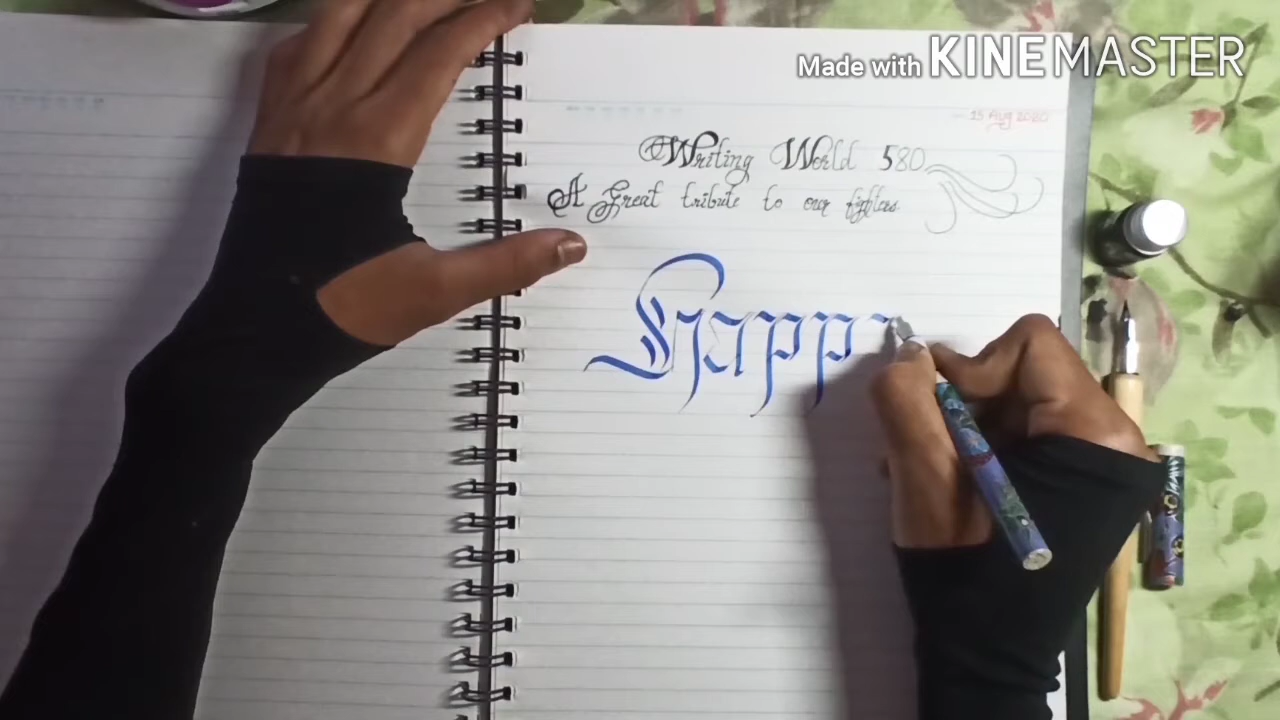 Made with KINEMASTER
15 Aug 2020
Writing World 580
A Great tribute to our fighters
Happy